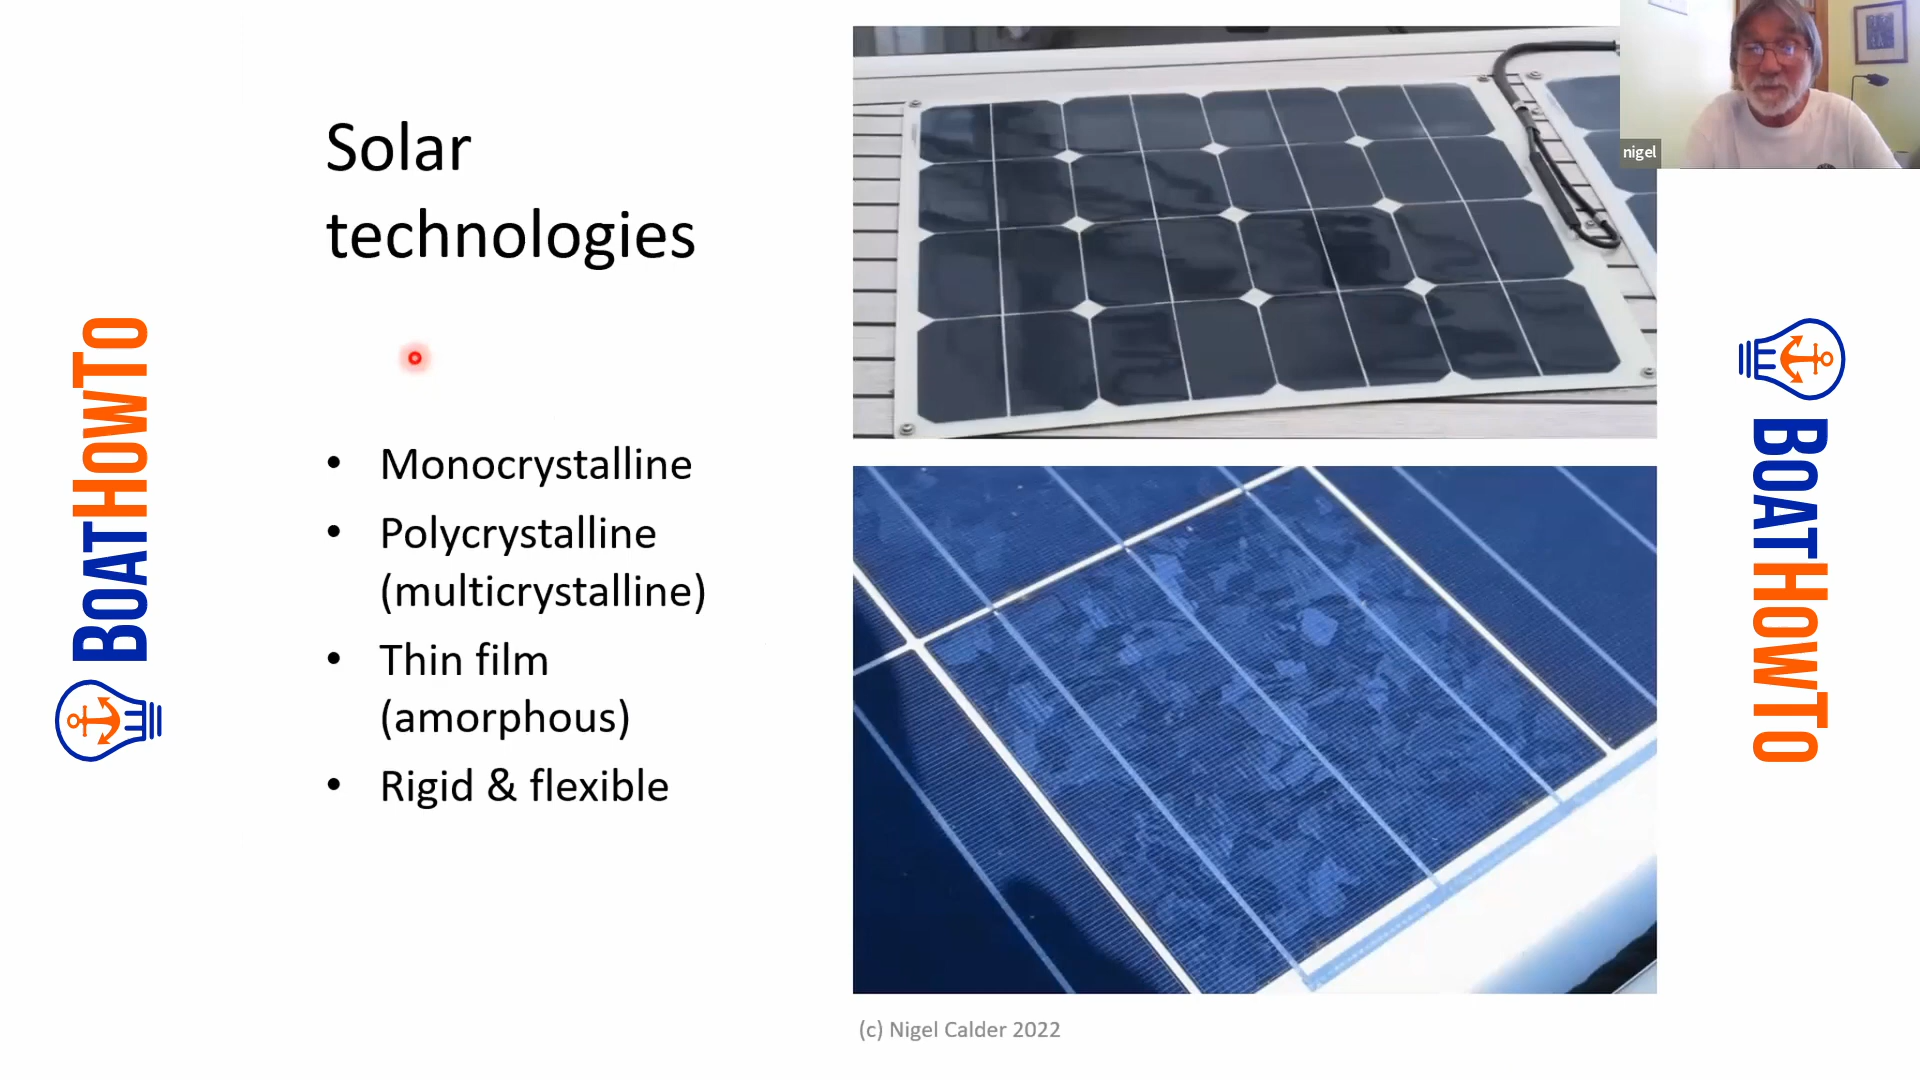 Solar
technologies
• Monocrystalline
• Polycrystalline
(multicrystalline)
• Thin film
(amorphous)
• Rigid & flexible
(c) Nigel Calder 2022
nigel
BOATHOWTO
BOATHOWTO